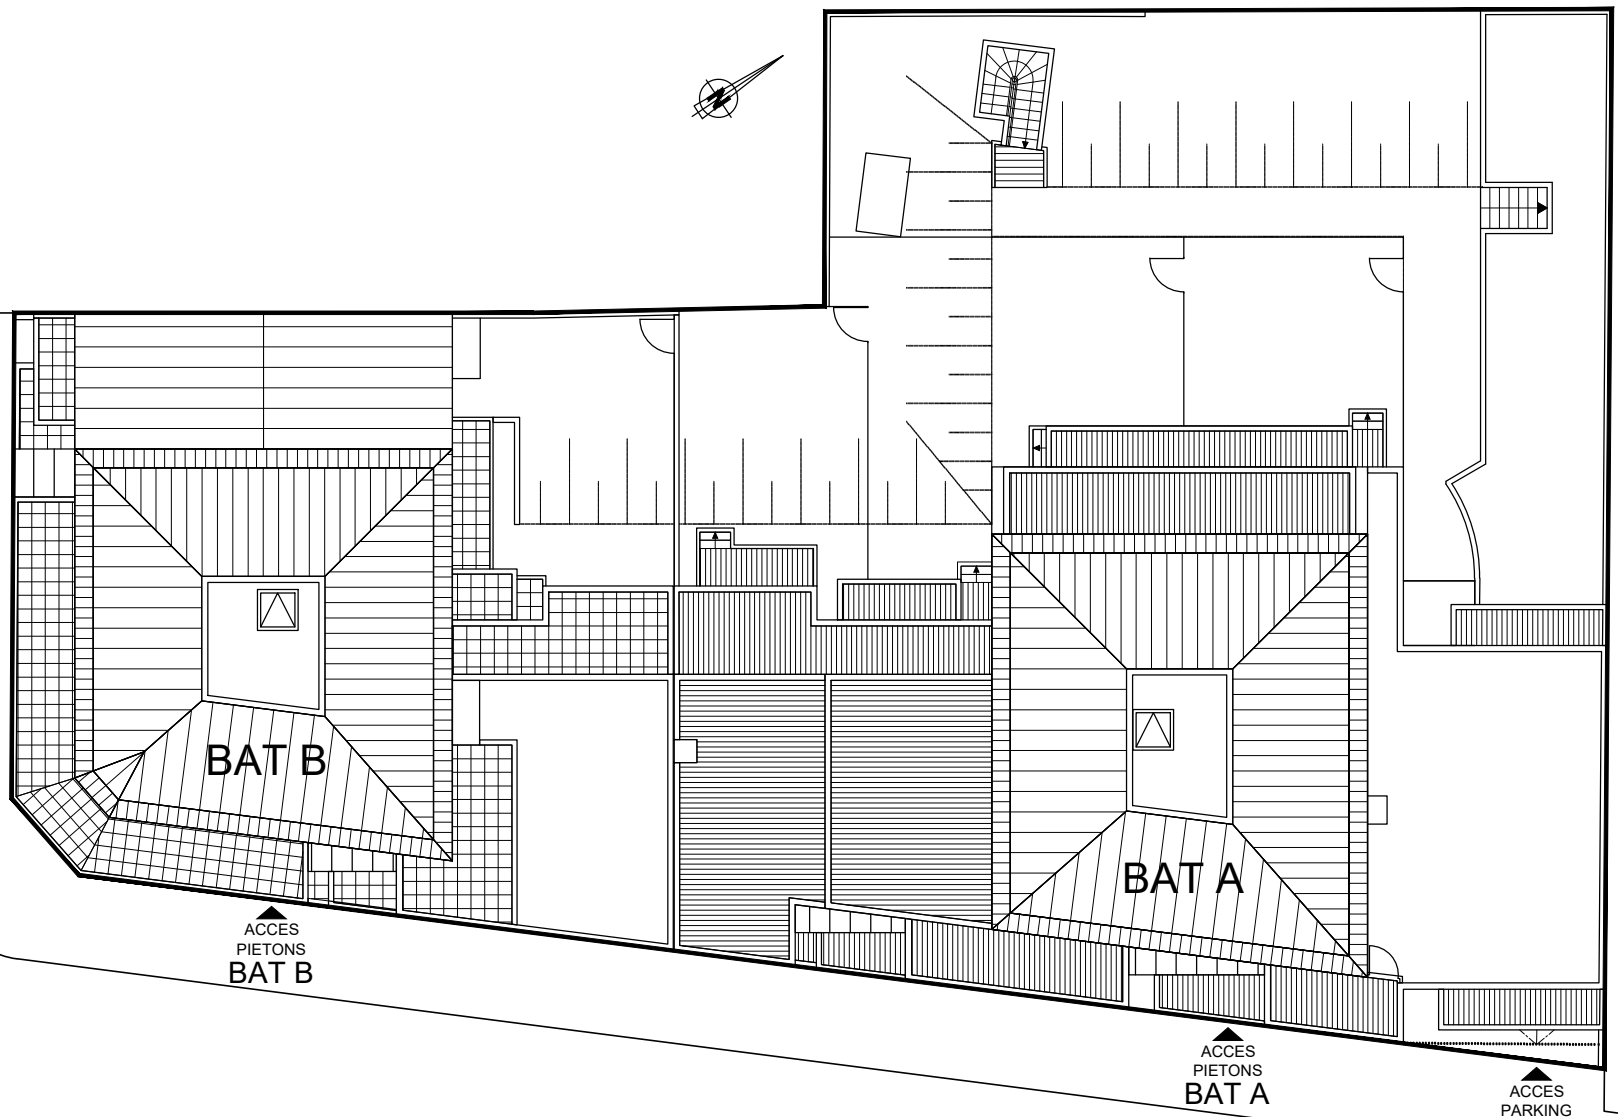 N
BAT B
BAT A
ACCES
PIETONS
BAT B
ACCES
PIETONS
BAT A
ACCES
PARKING